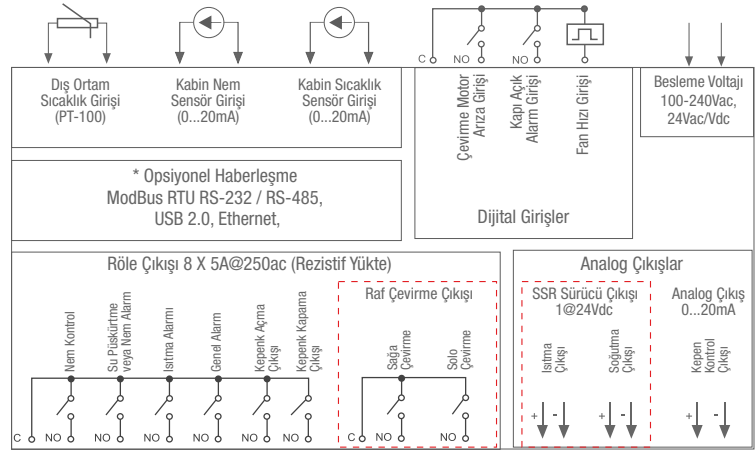 Dış Ortam
Sıcaklık Girişi
(PT-100)
Kabin Nem
Sensör Girişi
(0...20mA)
Kabin Sıcaklık
Sensör Girişi
(0...20mA)
C
NO
NO
Çevirme Motor
Arıza Girişi
Kapı Açık
Alarm Girişi
Fan Hızı Girişi
Dijital Girişler
Besleme Voltajı
100-240Vac,
24Vac/Vdc
* Opsiyonel Haberleşme
ModBus RTU RS-232 / RS-485,
USB 2.0, Ethernet,
Röle Çıkışı 8 X 5A@250ac (Rezistif Yükte)
Nem Kontrol
Su Püskürtme
veya Nem Alarm
Isıtma Alarmı
Genel Alarm
Kepenk Açma
Çıkışı
Kepenk Kapama
Çıkışı
C
NO
NO
NO
NO
NO
NO
Raf Çevirme Çıkışı
Sağa
Çevirme
Solo
Çevirme
C
NO
NO
Analog Çıkışlar
SSR Sürücü Çıkışı
1@24Vdc
Isıtma
Çıkışı
Soğutma
Çıkışı
+ -
+ -
Analog Çıkış
0...20mA
Kepen
Kontrol
Çıkışı
+ -